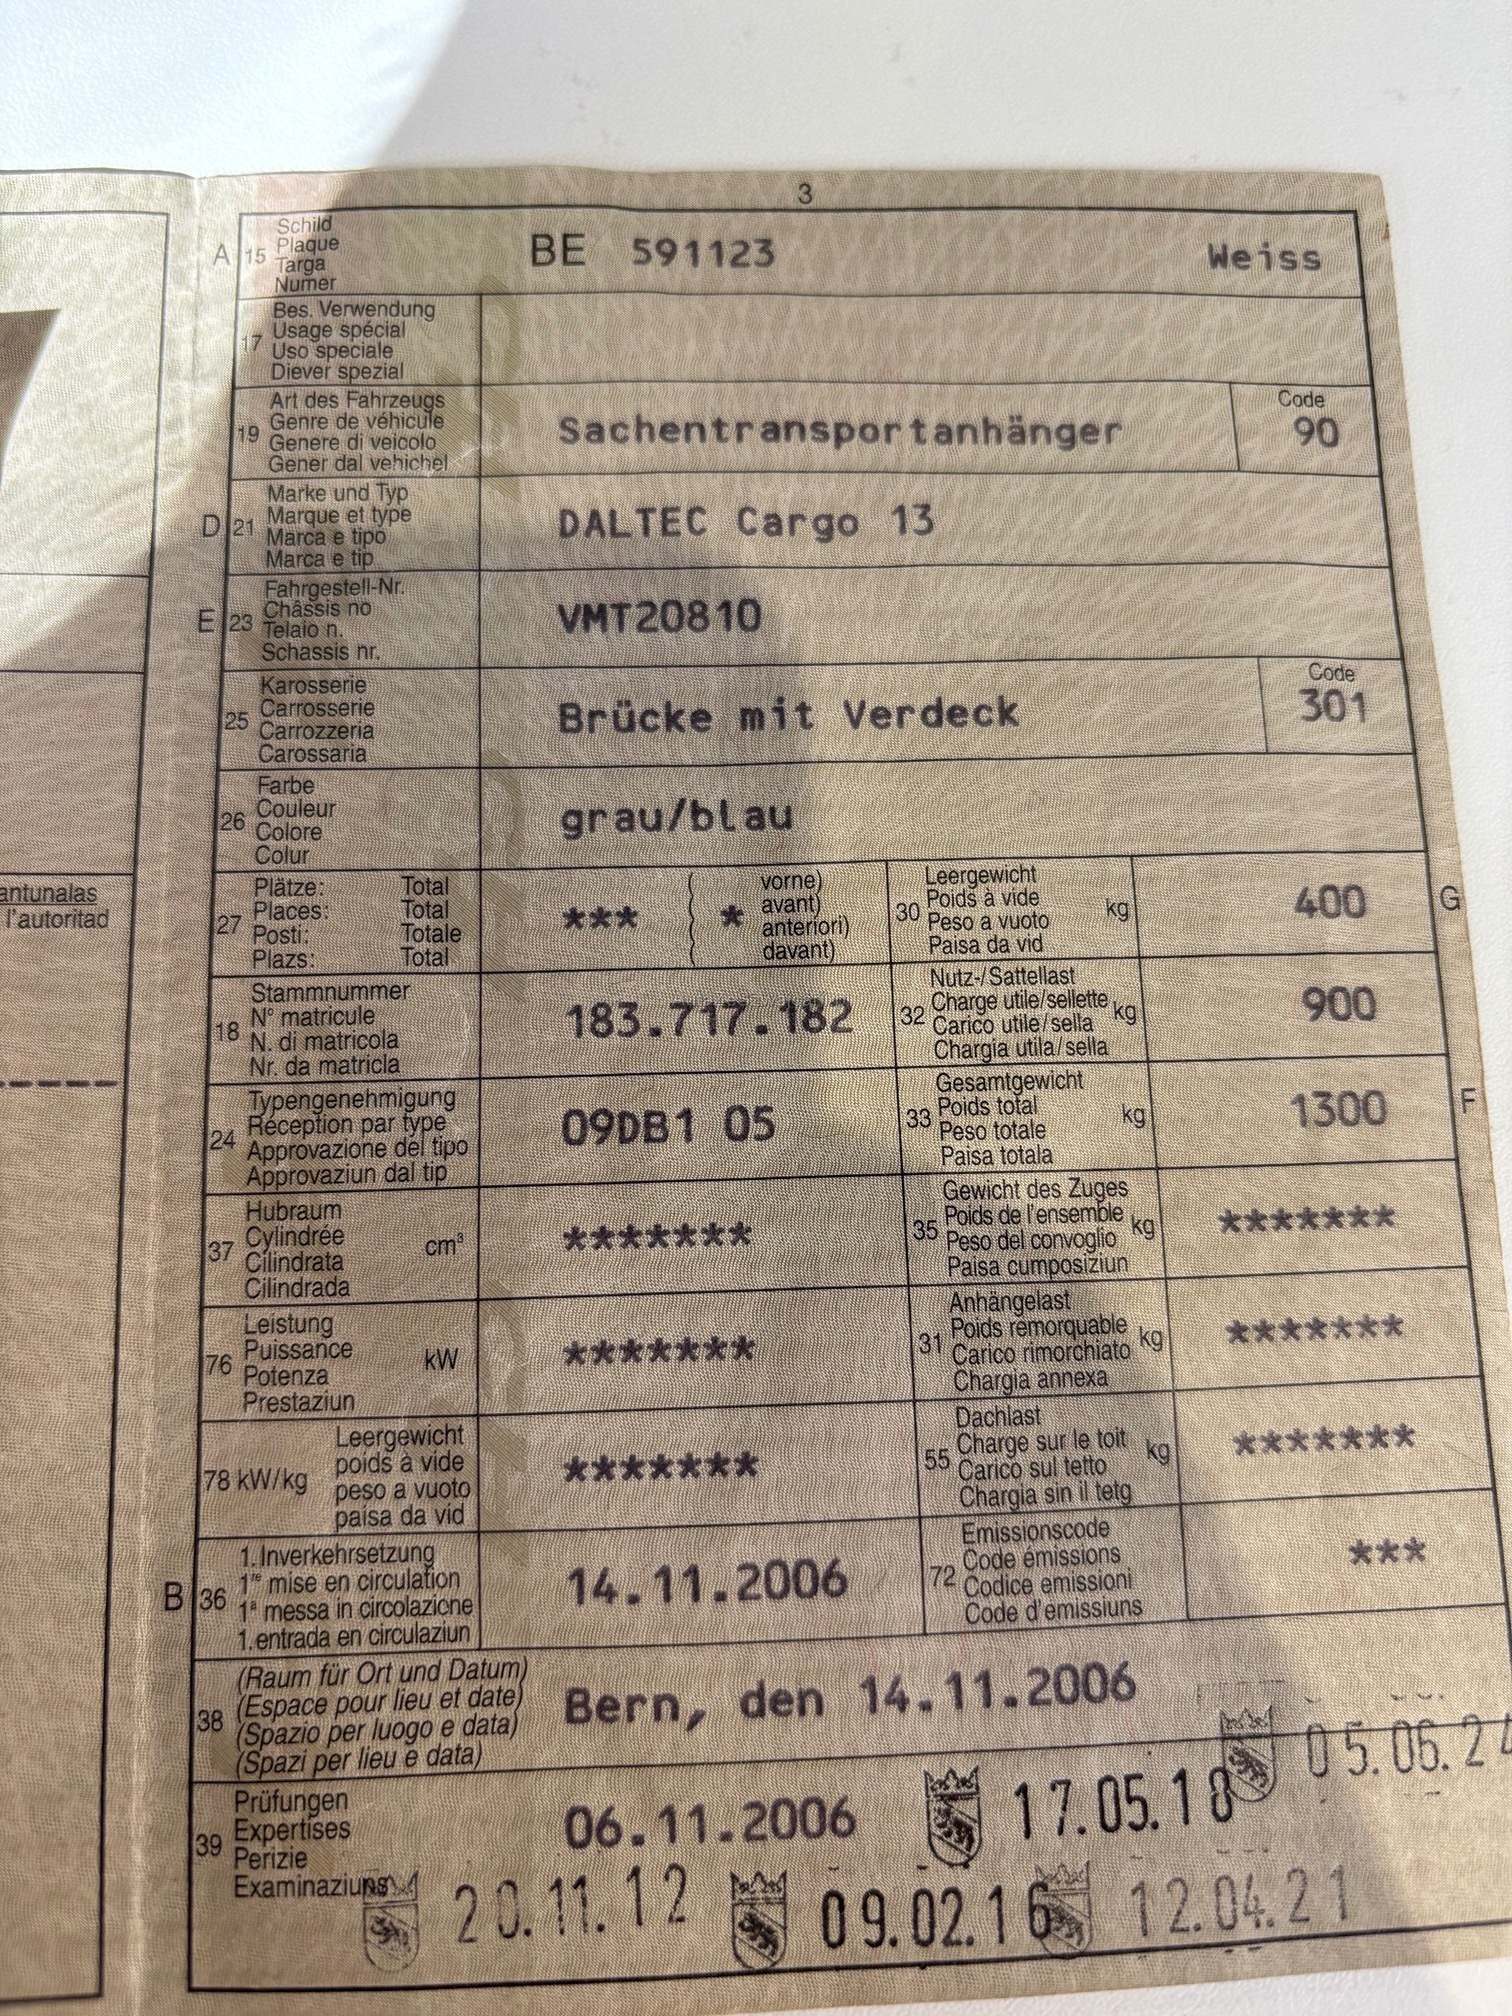 3
A 15 Schild
Plaque
Targa
Numer
BE 591123 Weiss
17 Bes. Verwendung
Usage spécial
Uso speciale
Diever spezial
19 Art des Fahrzeugs
Genre de véhicule
Genere di veicolo
Gener dal vehichel
Sachentransportanhänger
Code
90
D 21 Marke und Typ
Marque et type
Marca e tipo
Marca e tip
DALTEC Cargo 13
E 23 Fahrgestell-Nr.
Châssis no
Telaio n.
Schassis nr.
VMT20810
25 Karosserie
Carrosserie
Carrozzeria
Carossaria
Brücke mit Verdeck
Code
301
26 Farbe
Couleur
Colore
Colur
grau/blau
antunalas
l'autoritad
27 Plätze: Total
Places: Total
Posti: Totale
Plazs: Total
*** ( * vorne)
avant)
anteriori)
davant)
30 Leergewicht
Poids à vide
Peso a vuoto
Paisa da vid
kg
400
G
18 Stammnummer
N° matricule
N. di matricola
Nr. da matricla
183.717.182
32 Nutz-/Sattellast
Charge utile/sellette
Carico utile/sella
Chargia utila/sella
kg
900
24 Typengenehmigung
Réception par type
Approvazione del tipo
Approvaziun dal tip
09DB1 05
33 Gesamtgewicht
Poids total
Peso totale
Paisa totala
kg
1300
F
37 Hubraum
Cylindrée
Cilindrata
Cilindrada
cm³
*******
35 Gewicht des Zuges
Poids de l'ensemble
Peso del convoglio
Paisa cumposiziun
kg
*******
76 Leistung
Puissance
Potenza
Prestaziun
kW
*******
31 Anhängelast
Poids remorquable
Carico rimorchiato
Chargia annexa
kg
*******
78 kW/kg Leergewicht
poids à vide
peso a vuoto
paisa da vid
*******
55 Dachlast
Charge sur le toit
Carico sul tetto
Chargia sin il tetg
kg
*******
B 36 1. Inverkehrsetzung
1re mise en circulation
1a messa in circolazione
1. entrada en circulaziun
14.11.2006
72 Emissionscode
Code émissions
Codice emissioni
Code d'emissiuns
***
38 (Raum für Ort und Datum)
(Espace pour lieu et date)
(Spazio per luogo e data)
(Spazi per lieu e data)
Bern, den 14.11.2006
05.06.24
39 Prüfungen
Expertises
Perizie
Examinaziuns
06.11.2006 17.05.18
20.11.12 09.02.16 12.04.21